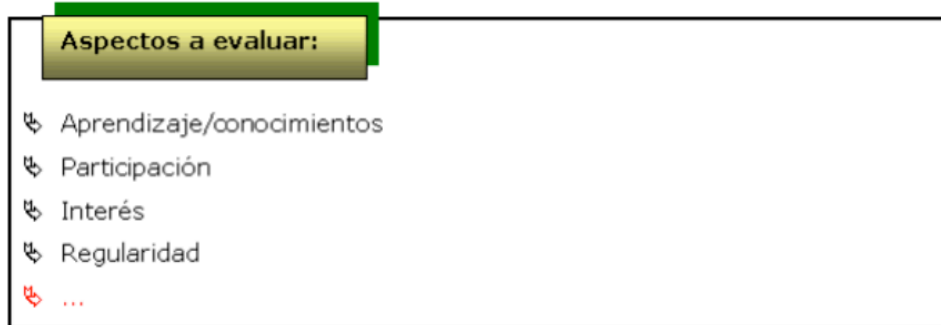 Aspectos a evaluar:
Aprendizaje/conocimientos
Participación
Interés
Regularidad
...